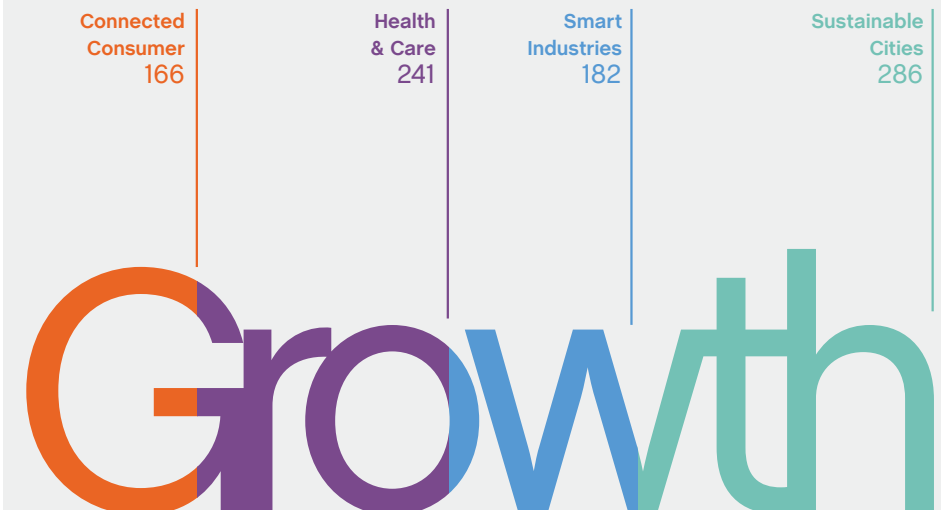 Connected
Consumer
166
Health
& Care
241
Smart
Industries
182
Sustainable
Cities
286
Growth